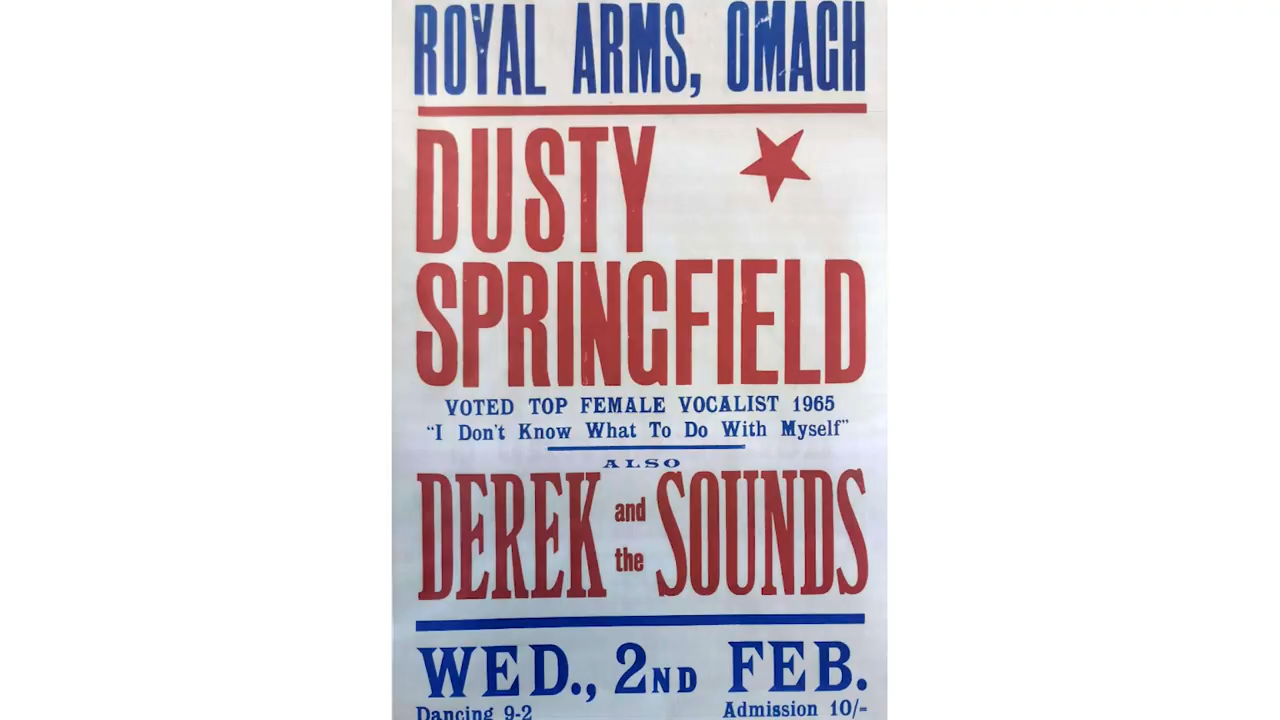 ROYAL ARMS, OMAGH
DUSTY
SPRINGFIELD
VOTED TOP FEMALE VOCALIST 1965
“I Don't Know What To Do With Myself”
ALSO
DEREK and the SOUNDS
WED., 2ND FEB.
Dancing 9-2 Admission 10/-